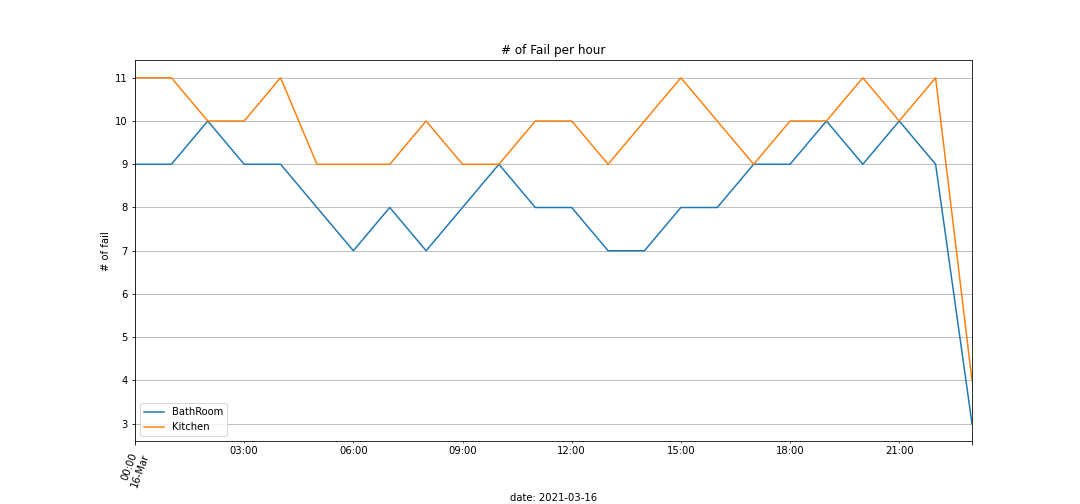 # of Fail per hour
# of fail
11
10
9
8
7
6
5
4
3
BathRoom
Kitchen
00:00
16-Mar
03:00
06:00
09:00
12:00
15:00
18:00
21:00
date: 2021-03-16